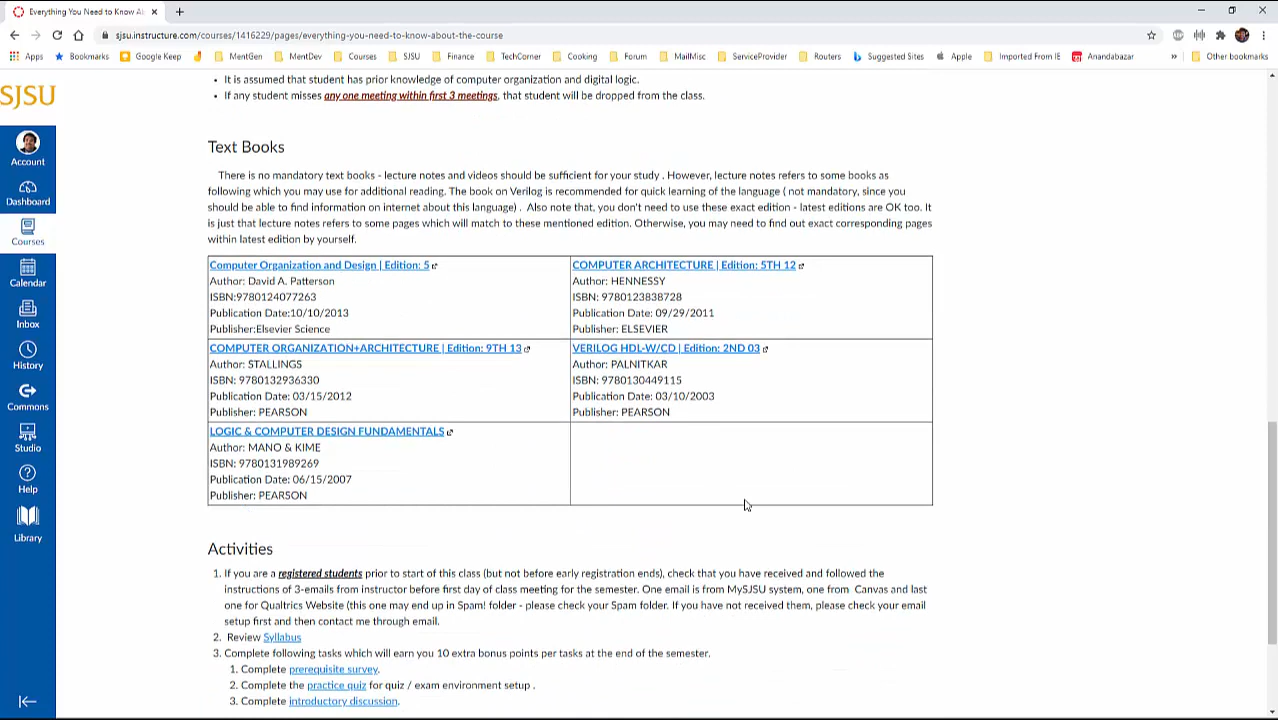 Everything You Need to Know Ab
sjsu.instructure.com/courses/1416229/pages/everything-you-need-to-know-about-the-course
Apps Bookmarks Google Keep MentGen MentDev Courses SJSU Finance TechCorner Cooking Forum MailMisc ServiceProvider Routers Suggested Sites Apple Imported From IE Anandabazar » Other bookmarks
SJSU
Account
Dashboard
Courses
Calendar
Inbox
History
Commons
Studio
Help
Library
• It is assumed that student has prior knowledge of computer organization and digital logic.
• If any student misses any one meeting within first 3 meetings, that student will be dropped from the class.
Text Books
There is no mandatory text books - lecture notes and videos should be sufficient for your study . However, lecture notes refers to some books as
following which you may use for additional reading. The book on Verilog is recommended for quick learning of the language ( not mandatory, since you
should be able to find information on internet about this language) . Also note that, you don't need to use these exact edition - latest editions are OK too. It
is just that lecture notes refers to some pages which will match to these mentioned edition. Otherwise, you may need to find out exact corresponding pages
within latest edition by yourself.
Computer Organization and Design | Edition: 5
Author: David A. Patterson
ISBN:9780124077263
Publication Date:10/10/2013
Publisher:Elsevier Science
COMPUTER ARCHITECTURE | Edition: 5TH 12
Author: HENNESSY
ISBN: 9780123838728
Publication Date: 09/29/2011
Publisher: ELSEVIER
COMPUTER ORGANIZATION+ARCHITECTURE | Edition: 9TH 13
Author: STALLINGS
ISBN: 9780132936330
Publication Date: 03/15/2012
Publisher: PEARSON
VERILOG HDL-W/CD | Edition: 2ND 03
Author: PALNITKAR
ISBN: 9780130449115
Publication Date: 03/10/2003
Publisher: PEARSON
LOGIC & COMPUTER DESIGN FUNDAMENTALS
Author: MANO & KIME
ISBN: 9780131989269
Publication Date: 06/15/2007
Publisher: PEARSON
Activities
1. If you are a registered students prior to start of this class (but not before early registration ends), check that you have received and followed the
instructions of 3-emails from instructor before first day of class meeting for the semester. One email is from MySJSU system, one from Canvas and last
one for Qualtrics Website (this one may end up in Spam! folder - please check your Spam folder. If you have not received them, please check your email
setup first and then contact me through email.
2. Review Syllabus
3. Complete following tasks which will earn you 10 extra bonus points per tasks at the end of the semester.
1. Complete prerequisite survey.
2. Complete the practice quiz for quiz / exam environment setup .
3. Complete introductory discussion.